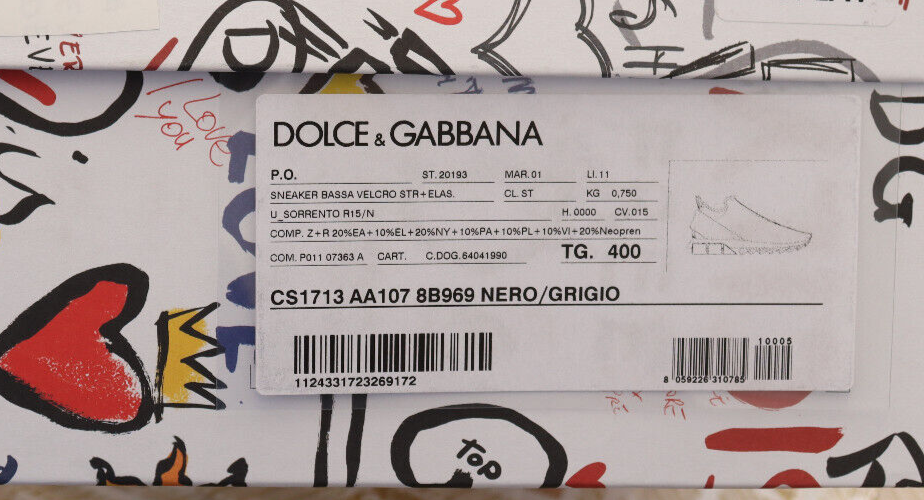 DOLCE & GABBANA
P.O. ST. 20193 MAR. 01 LI. 11
SNEAKER BASSA VELCRO STR+ELAS. CL. ST KG 0,750
U_SORRENTO R15/N H. 0000 CV. 015
COMP. Z+R 20%EA+10%EL+20%NY+10%PA+10%PL+10%VI+20%Neopren
COM. P011 07363 A CART. C.DOG.64041990 TG. 400
CS1713 AA107 8B969 NERO/GRIGIO
10005
1124331723269172
8 059226 310785
I Love
you
DG
TOP